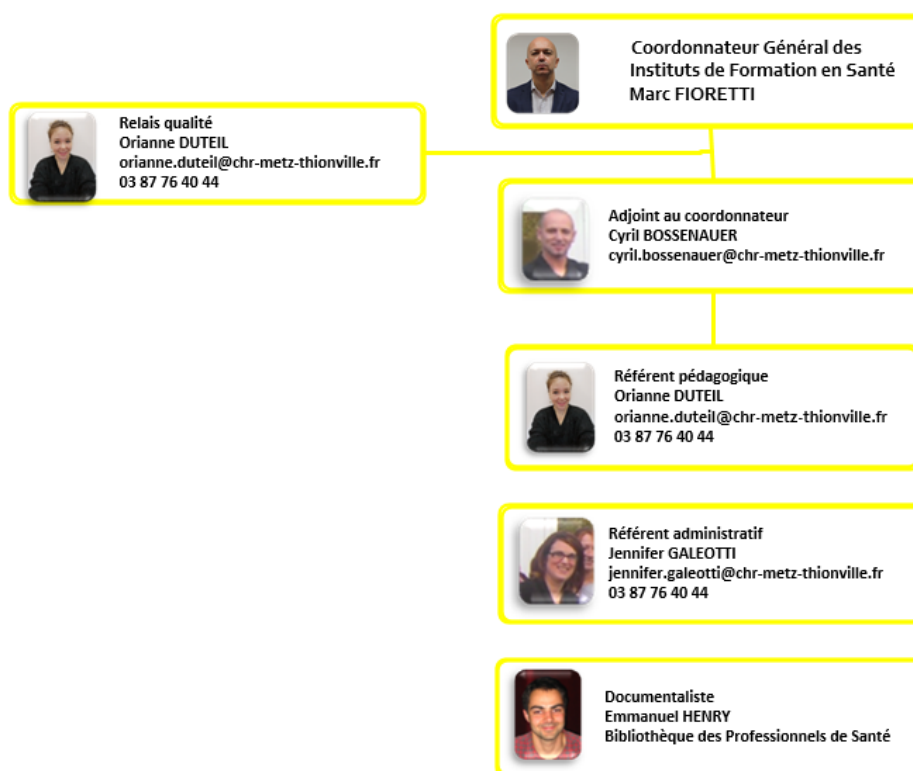 Coordonnateur Général des
Instituts de Formation en Santé
Marc FIORETTI
Relais qualité
Orianne DUTEIL
orianne.duteil@chr-metz-thionville.fr
03 87 76 40 44
Adjoint au coordonnateur
Cyril BOSSENAUER
cyril.bossenauer@chr-metz-thionville.fr
Référent pédagogique
Orianne DUTEIL
orianne.duteil@chr-metz-thionville.fr
03 87 76 40 44
Référent administratif
Jennifer GALEOTTI
jennifer.galeotti@chr-metz-thionville.fr
03 87 76 40 44
Documentaliste
Emmanuel HENRY
Bibliothèque des Professionnels de Santé